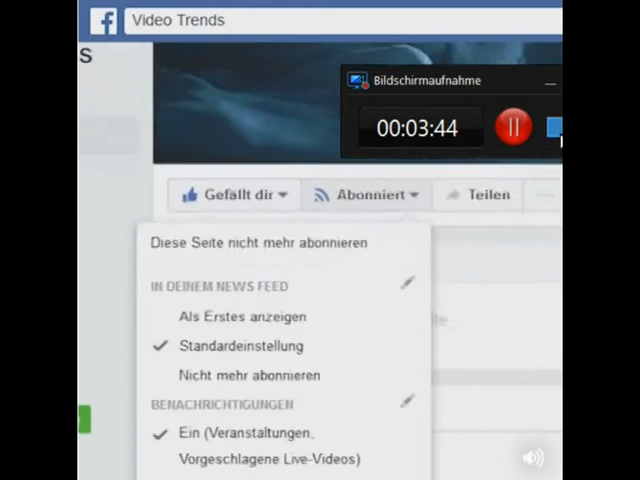 Video Trends
S
Bildschirmaufnahme
00:03:44
Gefällt dir
Abonniert
Teilen
Diese Seite nicht mehr abonnieren
IN DEINEM NEWS FEED
Als Erstes anzeigen
Standardeinstellung
Nicht mehr abonnieren
BENACHRICHTIGUNGEN
Ein (Veranstaltungen,
Vorgeschlagene Live-Videos)